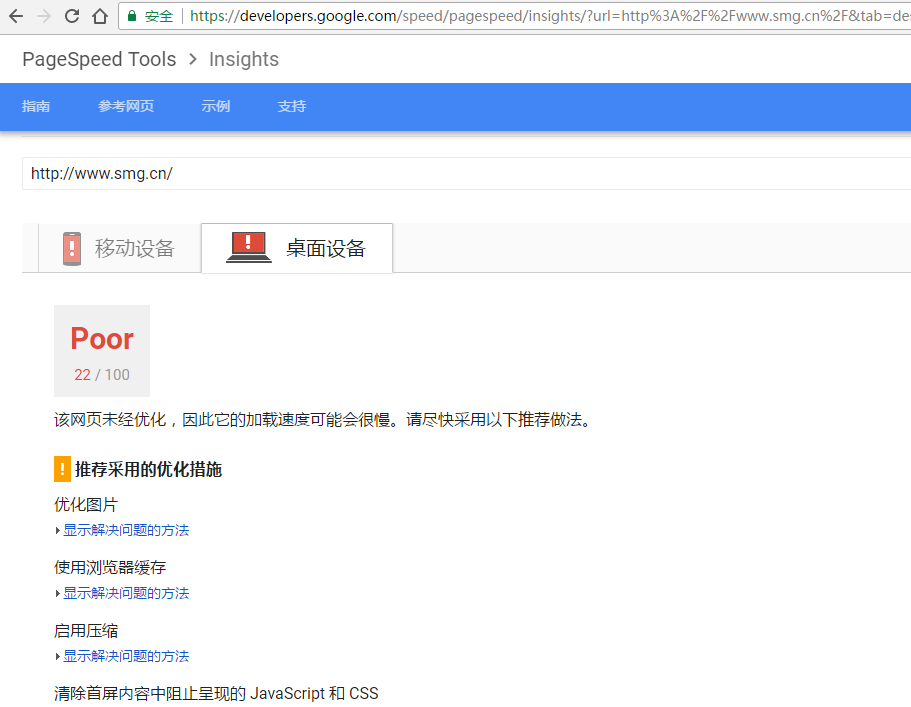 安全 https://developers.google.com/speed/pagespeed/insights/?url=http%3A%2F%2Fwww.smg.cn%2F&tab=des
PageSpeed Tools > Insights
指南 参考网页 示例 支持
http://www.smg.cn/
移动设备 桌面设备
Poor
22 / 100
该网页未经优化，因此它的加载速度可能会很慢。请尽快采用以下推荐做法。
! 推荐采用的优化措施
优化图片
显示解决问题的方法
使用浏览器缓存
显示解决问题的方法
启用压缩
显示解决问题的方法
清除首屏内容中阻止呈现的 JavaScript 和 CSS